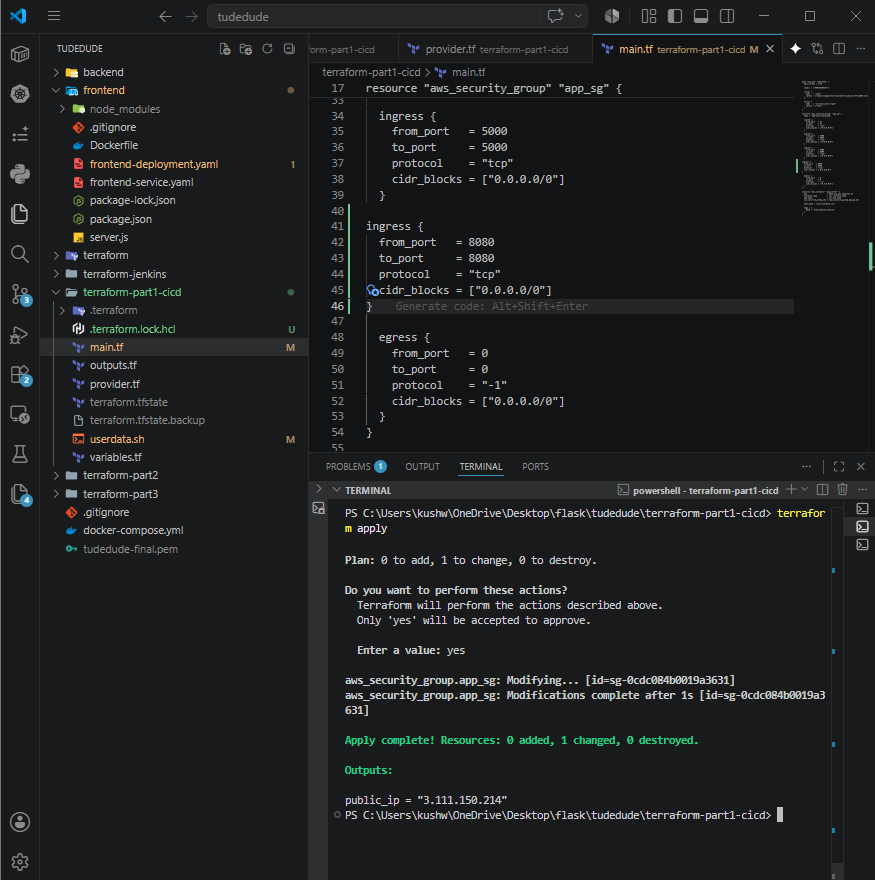 tudedude
TUDEDUDE
backend
frontend
node_modules
.gitignore
Dockerfile
frontend-deployment.yaml 1
frontend-service.yaml
package-lock.json
package.json
server.js
terraform
terraform-jenkins
terraform-part1-cicd
.terraform
.terraform.lock.hcl U
main.tf M
outputs.tf
provider.tf
terraform.tfstate
terraform.tfstate.backup
userdata.sh M
variables.tf
terraform-part2
terraform-part3
.gitignore
docker-compose.yml
tudedude-final.pem
3
2
4
form-part1-cicd
provider.tf terraform-part1-cicd
main.tf terraform-part1-cicd M
terraform-part1-cicd > main.tf
17 resource "aws_security_group" "app_sg" {
33
34 ingress {
35 from_port = 5000
36 to_port = 5000
37 protocol = "tcp"
38 cidr_blocks = ["0.0.0.0/0"]
39 }
40
41 ingress {
42 from_port = 8080
43 to_port = 8080
44 protocol = "tcp"
45 cidr_blocks = ["0.0.0.0/0"]
46 } Generate code: Alt+Shift+Enter
47
48 egress {
49 from_port = 0
50 to_port = 0
51 protocol = "-1"
52 cidr_blocks = ["0.0.0.0/0"]
53 }
54 }
55
PROBLEMS 1 OUTPUT TERMINAL PORTS
TERMINAL
powershell - terraform-part1-cicd
PS C:\Users\kushw\OneDrive\Desktop\flask\tudedude\terraform-part1-cicd> terrafor
m apply
Plan: 0 to add, 1 to change, 0 to destroy.
Do you want to perform these actions?
Terraform will perform the actions described above.
Only 'yes' will be accepted to approve.
Enter a value: yes
aws_security_group.app_sg: Modifying... [id=sg-0cdc084b0019a3631]
aws_security_group.app_sg: Modifications complete after 1s [id=sg-0cdc084b0019a3
631]
Apply complete! Resources: 0 added, 1 changed, 0 destroyed.
Outputs:
public_ip = "3.111.150.214"
PS C:\Users\kushw\OneDrive\Desktop\flask\tudedude\terraform-part1-cicd>